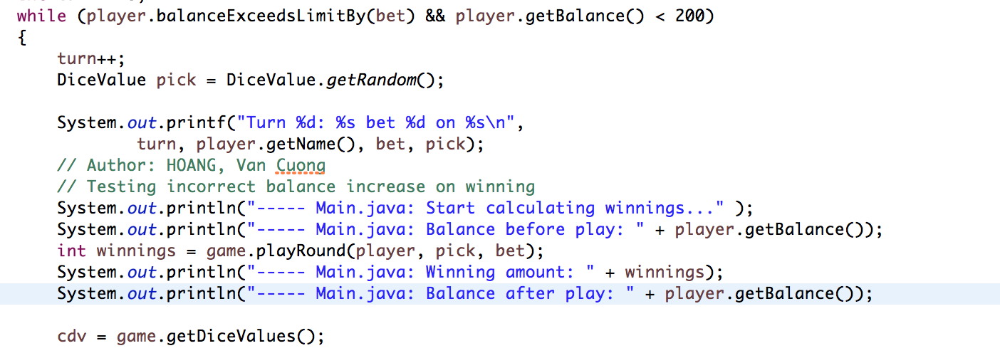 while (player.balanceExceedsLimitBy(bet) && player.getBalance() < 200)
{
turn++;
DiceValue pick = DiceValue.getRandom();
System.out.printf("Turn %d: %s bet %d on %s\n",
turn, player.getName(), bet, pick);
// Author: HOANG, Van Cuong
// Testing incorrect balance increase on winning
System.out.println("----- Main.java: Start calculating winnings..." );
System.out.println("----- Main.java: Balance before play: " + player.getBalance());
int winnings = game.playRound(player, pick, bet);
System.out.println("----- Main.java: Winning amount: " + winnings);
System.out.println("----- Main.java: Balance after play: " + player.getBalance());
cdv = game.getDiceValues();